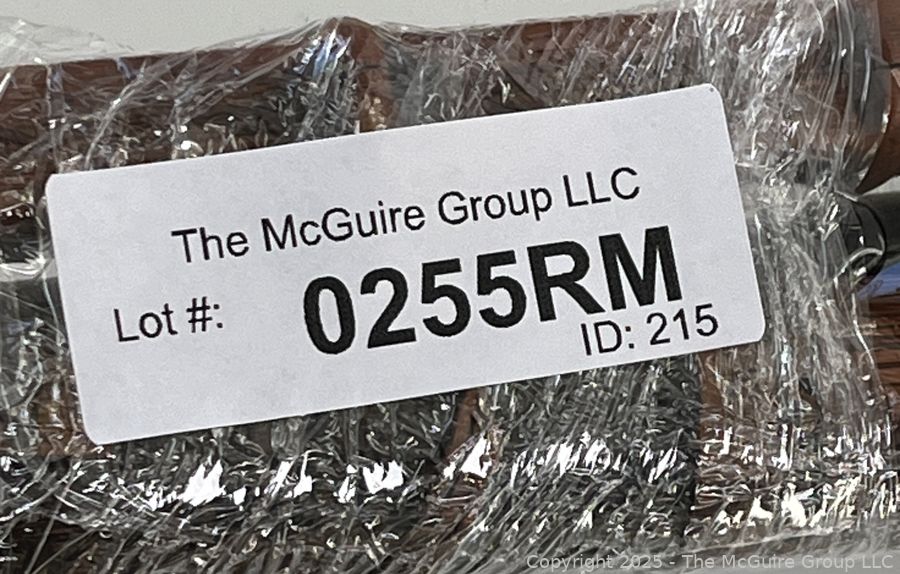 The McGuire Group LLC
Lot #: 0255RM
ID: 215
Copyright 2025 - The McGuire Group LLC